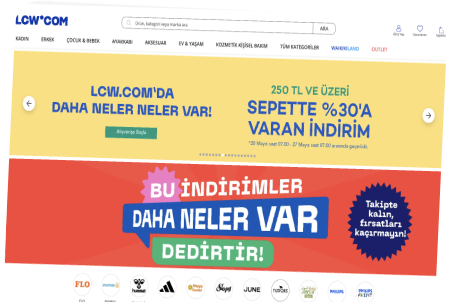 LCW.COM
Ürün, kategori veya marka ara
ARA
KADIN ERKEK ÇOCUK & BEBEK AYAKKABI AKSESUAR EV & YAŞAM KOZMETİK KİŞİSEL BAKIM TÜM KATEGORİLER WAIKIKILAND OUTLET
LCW.COM'DA
DAHA NELER NELER VAR!
Alışverişe Başla
250 TL VE ÜZERİ
SEPETTE %30'A
VARAN İNDİRİM
*20 Mayıs saat 07.00 - 27 Mayıs saat 07.00 arasında geçerlidir.
BU İNDİRİMLER
DAHA NELER VAR
DEDİRTİR!
Takipte
kalın,
fırsatları
kaçırmayın!
FLO
hummel
JUNE